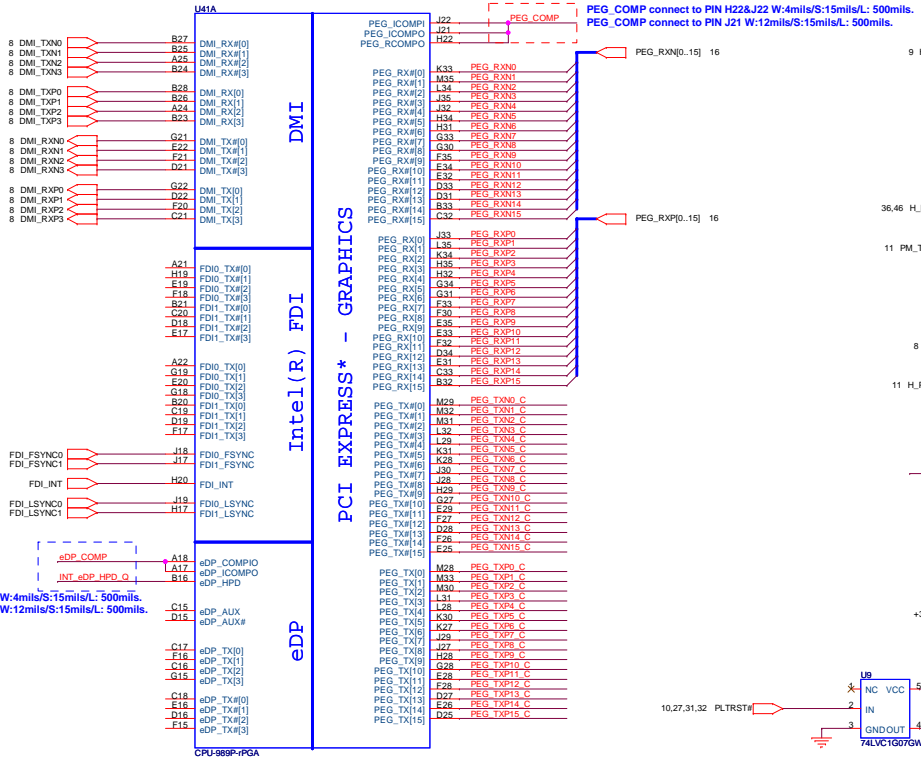 U41A
PEG_COMP connect to PIN H22&J22 W:4mils/S:15mils/L: 500mils.
PEG_COMP connect to PIN J21 W:12mils/S:15mils/L: 500mils.
PEG_ICOMPI J22 PEG_COMP
PEG_ICOMPO J21
PEG_RCOMPO H22
8 DMI_TXN0 B27 DMI_RX#[0]
8 DMI_TXN1 B25 DMI_RX#[1]
8 DMI_TXN2 A25 DMI_RX#[2]
8 DMI_TXN3 B24 DMI_RX#[3]
8 DMI_TXP0 B28 DMI_RX[0]
8 DMI_TXP1 B26 DMI_RX[1]
8 DMI_TXP2 A24 DMI_RX[2]
8 DMI_TXP3 B23 DMI_RX[3]
8 DMI_RXN0 G21 DMI_TX#[0]
8 DMI_RXN1 E22 DMI_TX#[1]
8 DMI_RXN2 F21 DMI_TX#[2]
8 DMI_RXN3 D21 DMI_TX#[3]
8 DMI_RXP0 G22 DMI_TX[0]
8 DMI_RXP1 D22 DMI_TX[1]
8 DMI_RXP2 F20 DMI_TX[2]
8 DMI_RXP3 C21 DMI_TX[3]
DMI
A21 FDI0_TX#[0]
H19 FDI0_TX#[1]
E19 FDI0_TX#[2]
F18 FDI0_TX#[3]
B21 FDI1_TX#[0]
C20 FDI1_TX#[1]
D18 FDI1_TX#[2]
E17 FDI1_TX#[3]
A22 FDI0_TX[0]
G19 FDI0_TX[1]
E20 FDI0_TX[2]
G18 FDI0_TX[3]
B20 FDI1_TX[0]
C19 FDI1_TX[1]
D19 FDI1_TX[2]
F17 FDI1_TX[3]
FDI_FSYNC0 J18 FDI0_FSYNC
FDI_FSYNC1 J17 FDI1_FSYNC
FDI_INT H20 FDI_INT
FDI_LSYNC0 J19 FDI0_LSYNC
FDI_LSYNC1 H17 FDI1_LSYNC
Intel(R) FDI
eDP_COMP A18 eDP_COMPIO
A17 eDP_ICOMPO
INT_eDP_HPD_Q B16 eDP_HPD
W:4mils/S:15mils/L: 500mils.
W:12mils/S:15mils/L: 500mils.
C15 eDP_AUX
D15 eDP_AUX#
C17 eDP_TX[0]
F16 eDP_TX[1]
C16 eDP_TX[2]
G15 eDP_TX[3]
C18 eDP_TX#[0]
E16 eDP_TX#[1]
D16 eDP_TX#[2]
F15 eDP_TX#[3]
eDP
CPU-989P-rPGA
PCI EXPRESS* - GRAPHICS
PEG_RXN[0..15] 16
PEG_RX#[0] K33 PEG_RXN0
PEG_RX#[1] M35 PEG_RXN1
PEG_RX#[2] L34 PEG_RXN2
PEG_RX#[3] J35 PEG_RXN3
PEG_RX#[4] J32 PEG_RXN4
PEG_RX#[5] H34 PEG_RXN5
PEG_RX#[6] H31 PEG_RXN6
PEG_RX#[7] G33 PEG_RXN7
PEG_RX#[8] G30 PEG_RXN8
PEG_RX#[9] F35 PEG_RXN9
PEG_RX#[10] E34 PEG_RXN10
PEG_RX#[11] E32 PEG_RXN11
PEG_RX#[12] D33 PEG_RXN12
PEG_RX#[13] D31 PEG_RXN13
PEG_RX#[14] B33 PEG_RXN14
PEG_RX#[15] C32 PEG_RXN15
PEG_RXP[0..15] 16
PEG_RX[0] J33 PEG_RXP0
PEG_RX[1] L35 PEG_RXP1
PEG_RX[2] K34 PEG_RXP2
PEG_RX[3] H35 PEG_RXP3
PEG_RX[4] H32 PEG_RXP4
PEG_RX[5] G34 PEG_RXP5
PEG_RX[6] G31 PEG_RXP6
PEG_RX[7] F33 PEG_RXP7
PEG_RX[8] F30 PEG_RXP8
PEG_RX[9] E35 PEG_RXP9
PEG_RX[10] E33 PEG_RXP10
PEG_RX[11] F32 PEG_RXP11
PEG_RX[12] D34 PEG_RXP12
PEG_RX[13] E31 PEG_RXP13
PEG_RX[14] C33 PEG_RXP14
PEG_RX[15] B32 PEG_RXP15
PEG_TX#[0] M29 PEG_TXN0_C
PEG_TX#[1] M32 PEG_TXN1_C
PEG_TX#[2] M31 PEG_TXN2_C
PEG_TX#[3] L32 PEG_TXN3_C
PEG_TX#[4] L29 PEG_TXN4_C
PEG_TX#[5] K31 PEG_TXN5_C
PEG_TX#[6] K28 PEG_TXN6_C
PEG_TX#[7] J30 PEG_TXN7_C
PEG_TX#[8] J28 PEG_TXN8_C
PEG_TX#[9] H29 PEG_TXN9_C
PEG_TX#[10] G27 PEG_TXN10_C
PEG_TX#[11] E29 PEG_TXN11_C
PEG_TX#[12] F27 PEG_TXN12_C
PEG_TX#[13] D28 PEG_TXN13_C
PEG_TX#[14] F26 PEG_TXN14_C
PEG_TX#[15] E25 PEG_TXN15_C
PEG_TX[0] M28 PEG_TXP0_C
PEG_TX[1] M33 PEG_TXP1_C
PEG_TX[2] M30 PEG_TXP2_C
PEG_TX[3] L31 PEG_TXP3_C
PEG_TX[4] L28 PEG_TXP4_C
PEG_TX[5] K30 PEG_TXP5_C
PEG_TX[6] K27 PEG_TXP6_C
PEG_TX[7] J29 PEG_TXP7_C
PEG_TX[8] J27 PEG_TXP8_C
PEG_TX[9] H28 PEG_TXP9_C
PEG_TX[10] G28 PEG_TXP10_C
PEG_TX[11] E28 PEG_TXP11_C
PEG_TX[12] F28 PEG_TXP12_C
PEG_TX[13] D27 PEG_TXP13_C
PEG_TX[14] E26 PEG_TXP14_C
PEG_TX[15] D25 PEG_TXP15_C
9
36,46 H_
11 PM_
8
11 H_
U9
1 NC VCC 5
10,27,31,32 PLTRST# 2 IN
3 GND OUT 4
74LVC1G07GW